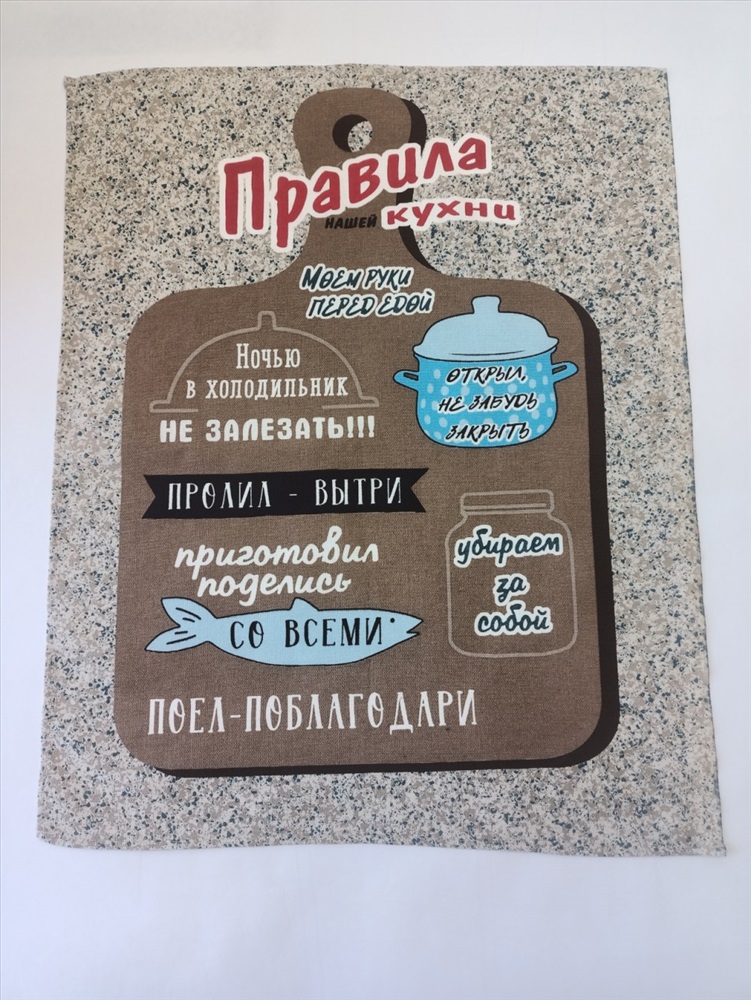 Правила
НАШЕЙ кухни
Моем руки
перед едой
Ночью
в холодильник
НЕ ЗАЛЕЗАТЬ!!!
ОТКРЫЛ,
НЕ ЗАБУДЬ
ЗАКРЫТЬ
ПРОЛИЛ - ВЫТРИ
приготовил
поделись
СО ВСЕМИ
убираем
за
собой
ПОЕЛ-ПОБЛАГОДАРИ